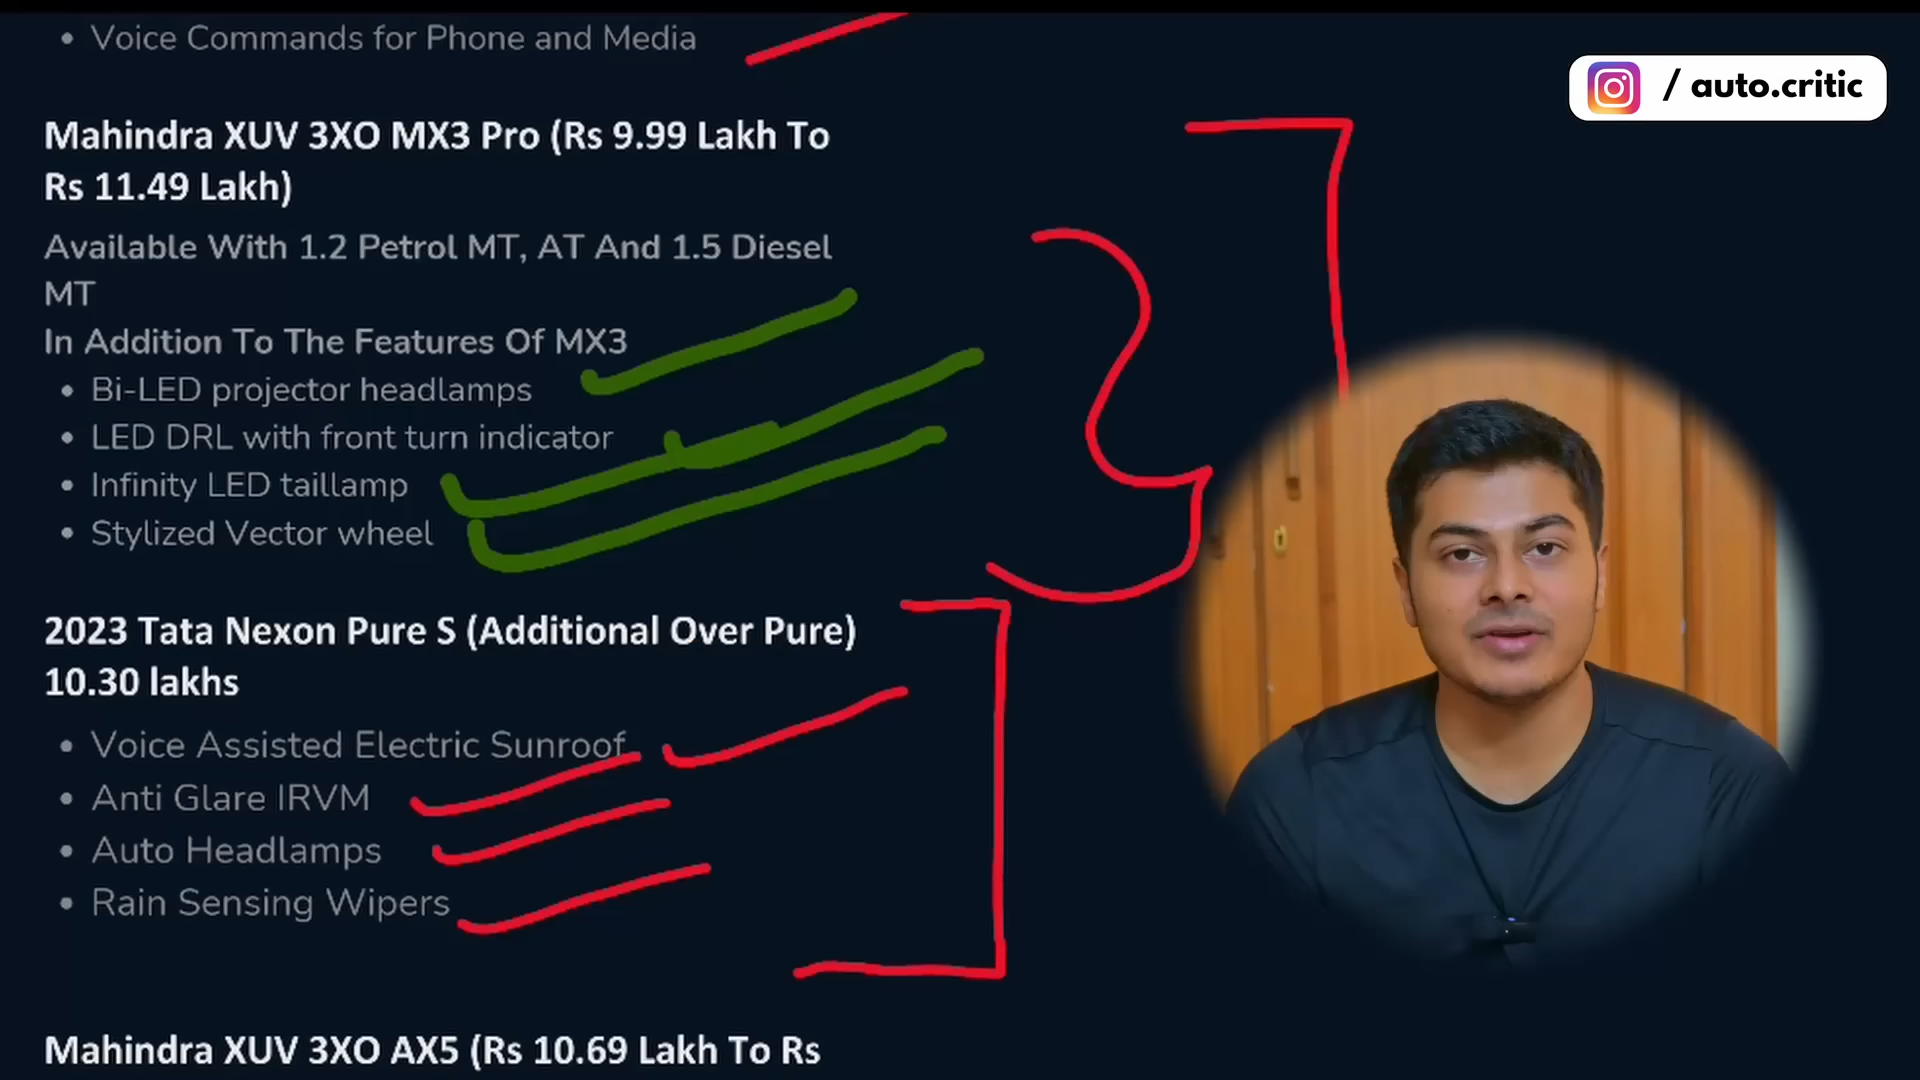 • Voice Commands for Phone and Media
/ auto.critic
Mahindra XUV 3XO MX3 Pro (Rs 9.99 Lakh To
Rs 11.49 Lakh)
Available With 1.2 Petrol MT, AT And 1.5 Diesel
MT
In Addition To The Features Of MX3
• Bi-LED projector headlamps
• LED DRL with front turn indicator
• Infinity LED taillamp
• Stylized Vector wheel
2023 Tata Nexon Pure S (Additional Over Pure)
10.30 lakhs
• Voice Assisted Electric Sunroof
• Anti Glare IRVM
• Auto Headlamps
• Rain Sensing Wipers
Mahindra XUV 3XO AX5 (Rs 10.69 Lakh To Rs